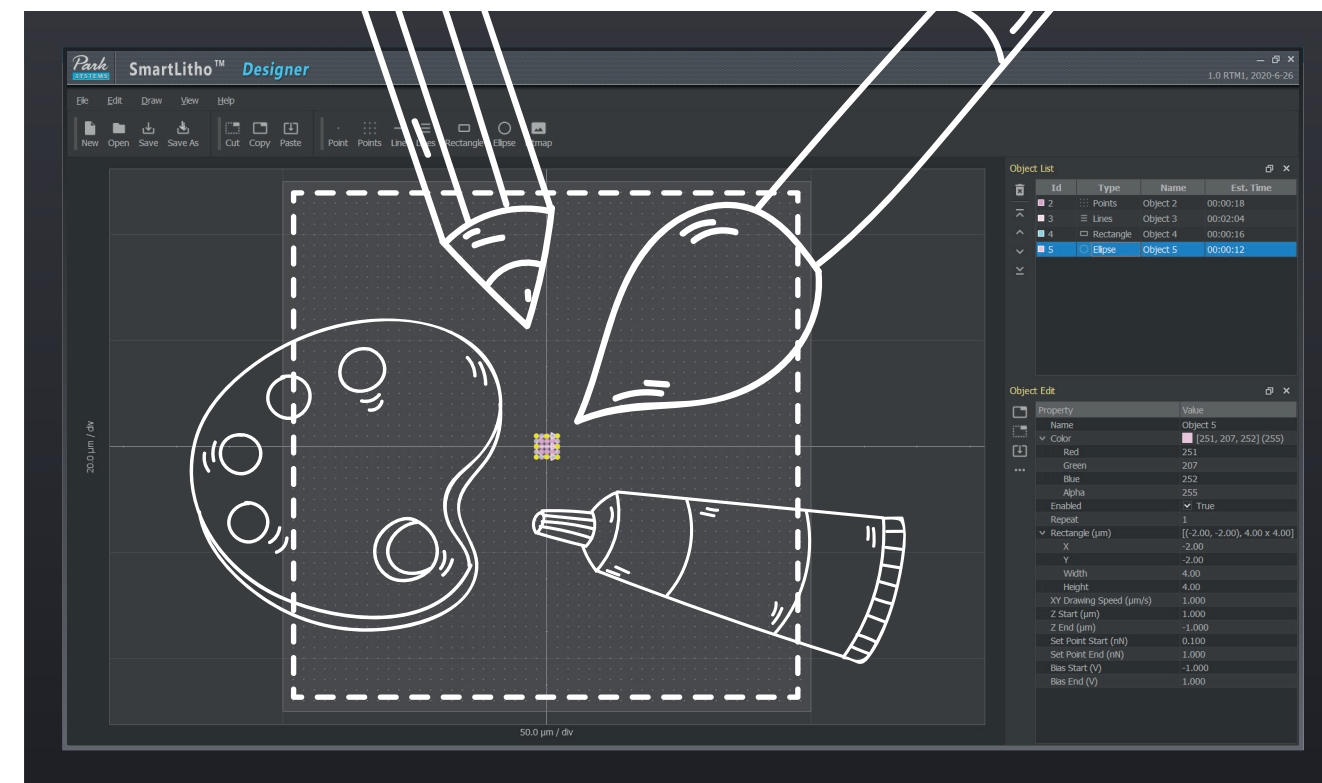 Park
SYSTEMS
SmartLitho™ Designer
1.0 RTM1, 2020-6-26
File Edit Draw View Help
New Open Save Save As Cut Copy Paste Point Points Line Rectangle Ellipse
Object List
Id Type Name Est. Time
2 Points Object 2 00:00:18
3 Lines Object 3 00:02:04
4 Rectangle Object 4 00:00:16
5 Ellipse Object 5 00:00:12
20.0 µm / div
50.0 µm / div
Object Edit
Property Value
Name Object 5
Color [251, 207, 252] (255)
Red 251
Green 207
Blue 252
Alpha 255
Enabled True
Repeat 1
Rectangle (µm) [(-2.00, -2.00), 4.00 x 4.00]
X -2.00
Y -2.00
Width 4.00
Height 4.00
XY Drawing Speed (µm/s) 1.000
Z Start (µm) 1.000
Z End (µm) -1.000
Set Point Start (nN) 0.100
Set Point End (nN) 1.000
Bias Start (V) -1.000
Bias End (V) 1.000